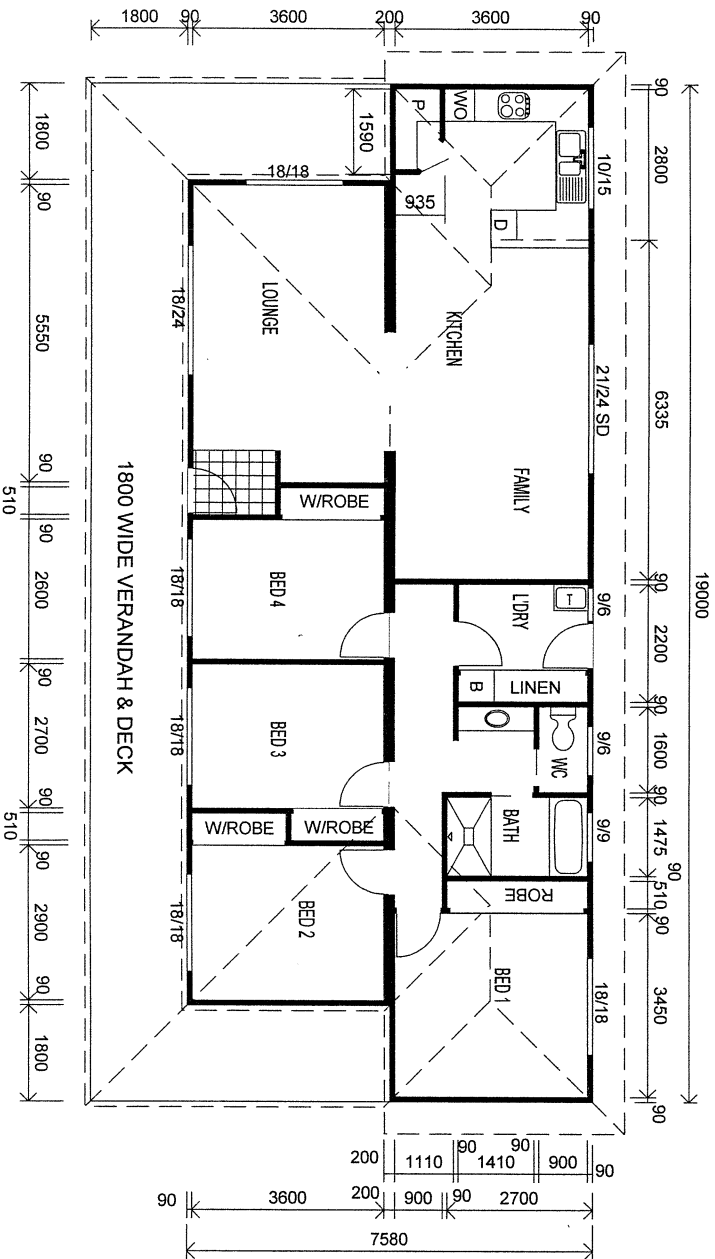 1800
90
3600
200
3600
90
1800
90
5550
90
510
90
2600
90
2700
90
510
90
2900
90
1800
90
2800
6335
90
2200
90
1600
90
1475
90
510
90
3450
90
19000
1590
935
P
WO
D
10/15
18/18
18/24
LOUNGE
KITCHEN
21/24 SD
FAMILY
W/ROBE
BED 4
18/18
L'DRY
T
9/6
LINEN
B
BED 3
18/18
WC
9/6
BATH
9/9
W/ROBE
W/ROBE
ROBE
BED 2
18/18
BED 1
18/18
1800 WIDE VERANDAH & DECK
200
1110
90
1410
90
900
90
90
3600
200
900
90
2700
7580